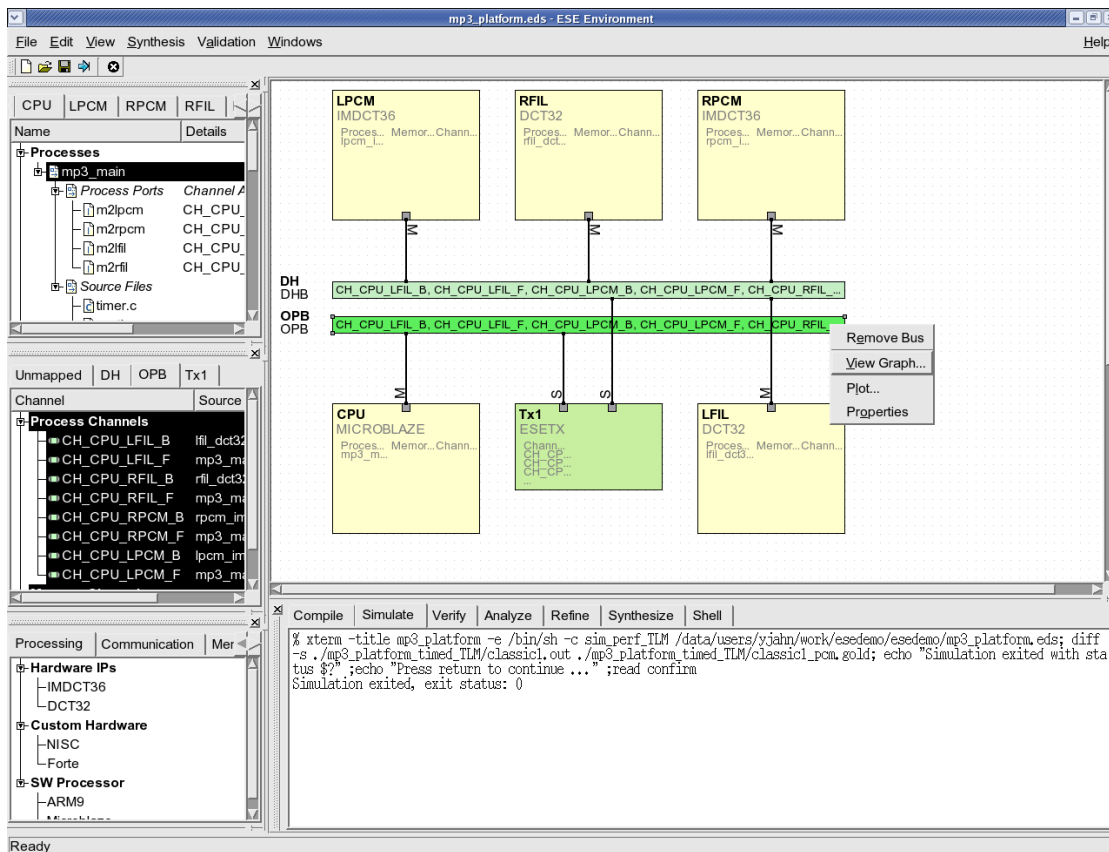 mp3_platform.eds - ESE Environment
File Edit View Synthesis Validation Windows Help
CPU LPCM RPCM RFIL
Name Details
Processes
mp3_main
Process Ports Channel A
m2lpcm CH_CPU_
m2rpcm CH_CPU_
m2lfil CH_CPU_
m2rfil CH_CPU_
Source Files
timer.c
Unmapped DH OPB Tx1
Channel Source
Process Channels
CH_CPU_LFIL_B lfil_dct32
CH_CPU_LFIL_F mp3_ma
CH_CPU_RFIL_B rfil_dct32
CH_CPU_RFIL_F mp3_ma
CH_CPU_RPCM_B rpcm_im
CH_CPU_RPCM_F mp3_ma
CH_CPU_LPCM_B lpcm_im
CH_CPU_LPCM_F mp3_ma
Processing Communication Mer
Hardware IPs
IMDCT36
DCT32
Custom Hardware
NISC
Forte
SW Processor
ARM9
Microblaze
LPCM
IMDCT36
Proces... Memor...Chann...
lpcm_i...
RFIL
DCT32
Proces... Memor...Chann...
rfil_dct...
RPCM
IMDCT36
Proces... Memor...Chann...
rpcm_i...
M M M
DH
DHB
CH_CPU_LFIL_B, CH_CPU_LFIL_F, CH_CPU_LPCM_B, CH_CPU_LPCM_F, CH_CPU_RFIL_...
OPB
OPB
CH_CPU_LFIL_B, CH_CPU_LFIL_F, CH_CPU_LPCM_B, CH_CPU_LPCM_F, CH_CPU_RFIL
Remove Bus
View Graph...
Plot...
Properties
M S S M
CPU
MICROBLAZE
Proces... Memor...Chann...
mp3_m...
Tx1
ESETX
Chann...
CH_CP...
CH_CP...
CH_CP...
...
LFIL
DCT32
Proces... Memor...Chann...
lfil_dct3...
Compile Simulate Verify Analyze Refine Synthesize Shell
% xterm -title mp3_platform -e /bin/sh -c sim_perf_TLM /data/users/yjahn/work/esedemo/esedemo/mp3_platform.eds; diff
-s ./mp3_platform_timed_TLM/classic1.out ./mp3_platform_timed_TLM/classic1_pcm.gold; echo "Simulation exited with sta
tus $?" ;echo "Press return to continue ..." ;read confirm
Simulation exited, exit status: 0
Ready